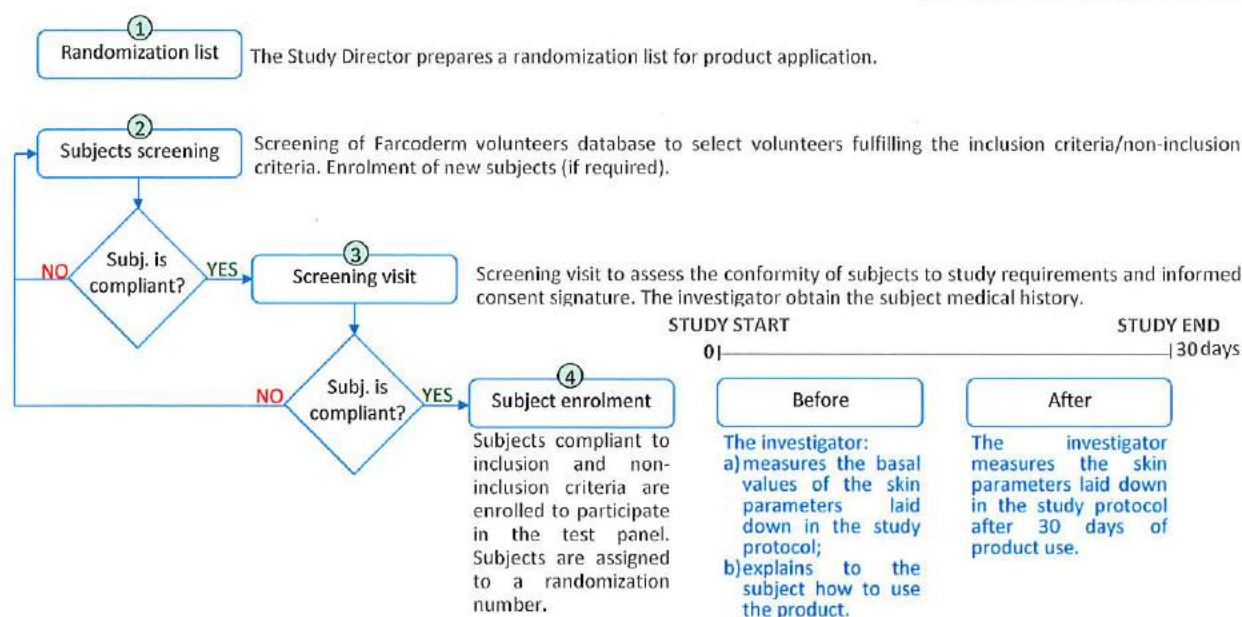 1
Randomization list
The Study Director prepares a randomization list for product application.
2
Subjects screening
Screening of Farcoderm volunteers database to select volunteers fulfilling the inclusion criteria/non-inclusion
criteria. Enrolment of new subjects (if required).
Subj. is
compliant?
NO
YES
3
Screening visit
Screening visit to assess the conformity of subjects to study requirements and informed
consent signature. The investigator obtain the subject medical history.
Subj. is
compliant?
NO
YES
4
Subject enrolment
Subjects compliant to
inclusion and non-
inclusion criteria are
enrolled to participate
in the test panel.
Subjects are assigned
to a randomization
number.
STUDY START
STUDY END
0
30 days
Before
The investigator:
a) measures the basal
values of the skin
parameters laid
down in the study
protocol;
b) explains to the
subject how to use
the product.
After
The investigator
measures the skin
parameters laid down
in the study protocol
after 30 days of
product use.